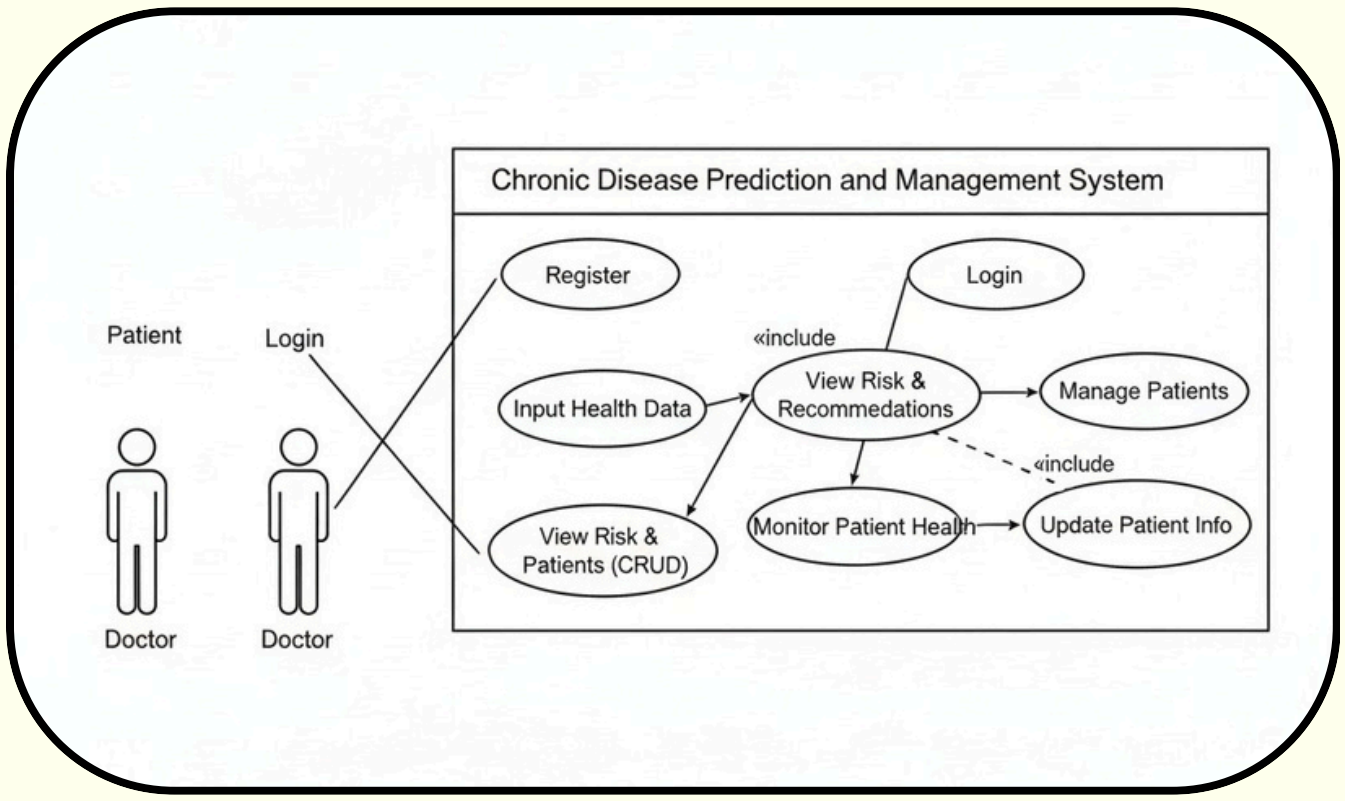 Chronic Disease Prediction and Management System
Register
Login
Patient
Login
«include
View Risk &
Recommedations
Input Health Data
Manage Patients
«include
View Risk &
Patients (CRUD)
Monitor Patient Health
Update Patient Info
Doctor
Doctor